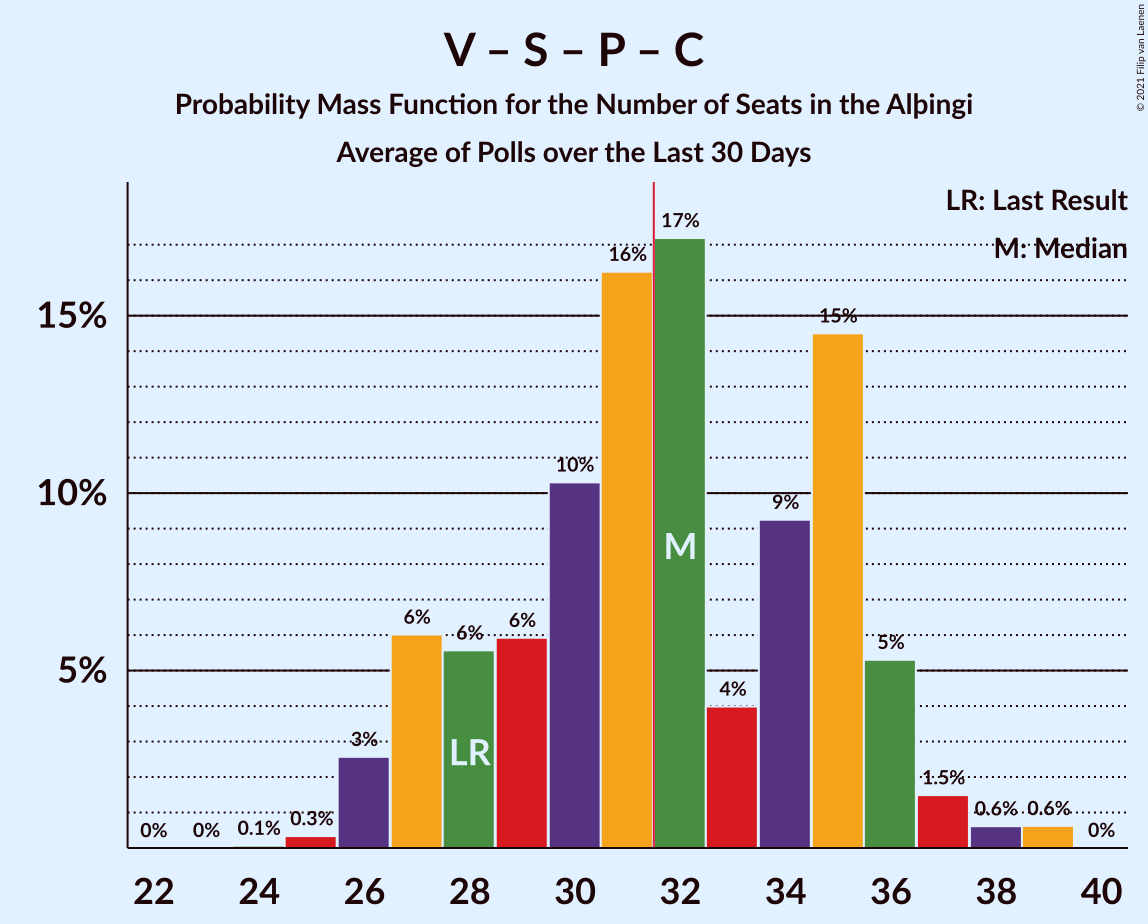 V – S – P – C
Probability Mass Function for the Number of Seats in the Alþingi
Average of Polls over the Last 30 Days
© 2021 Filip van Laenen
LR: Last Result
M: Median
15%
10%
5%
0% 0% 0.1% 0.3% 3% 6% 6% 6% 10% 16% 17% 4% 9% 15% 5% 1.5% 0.6% 0.6% 0%
LR
M
22 24 26 28 30 32 34 36 38 40